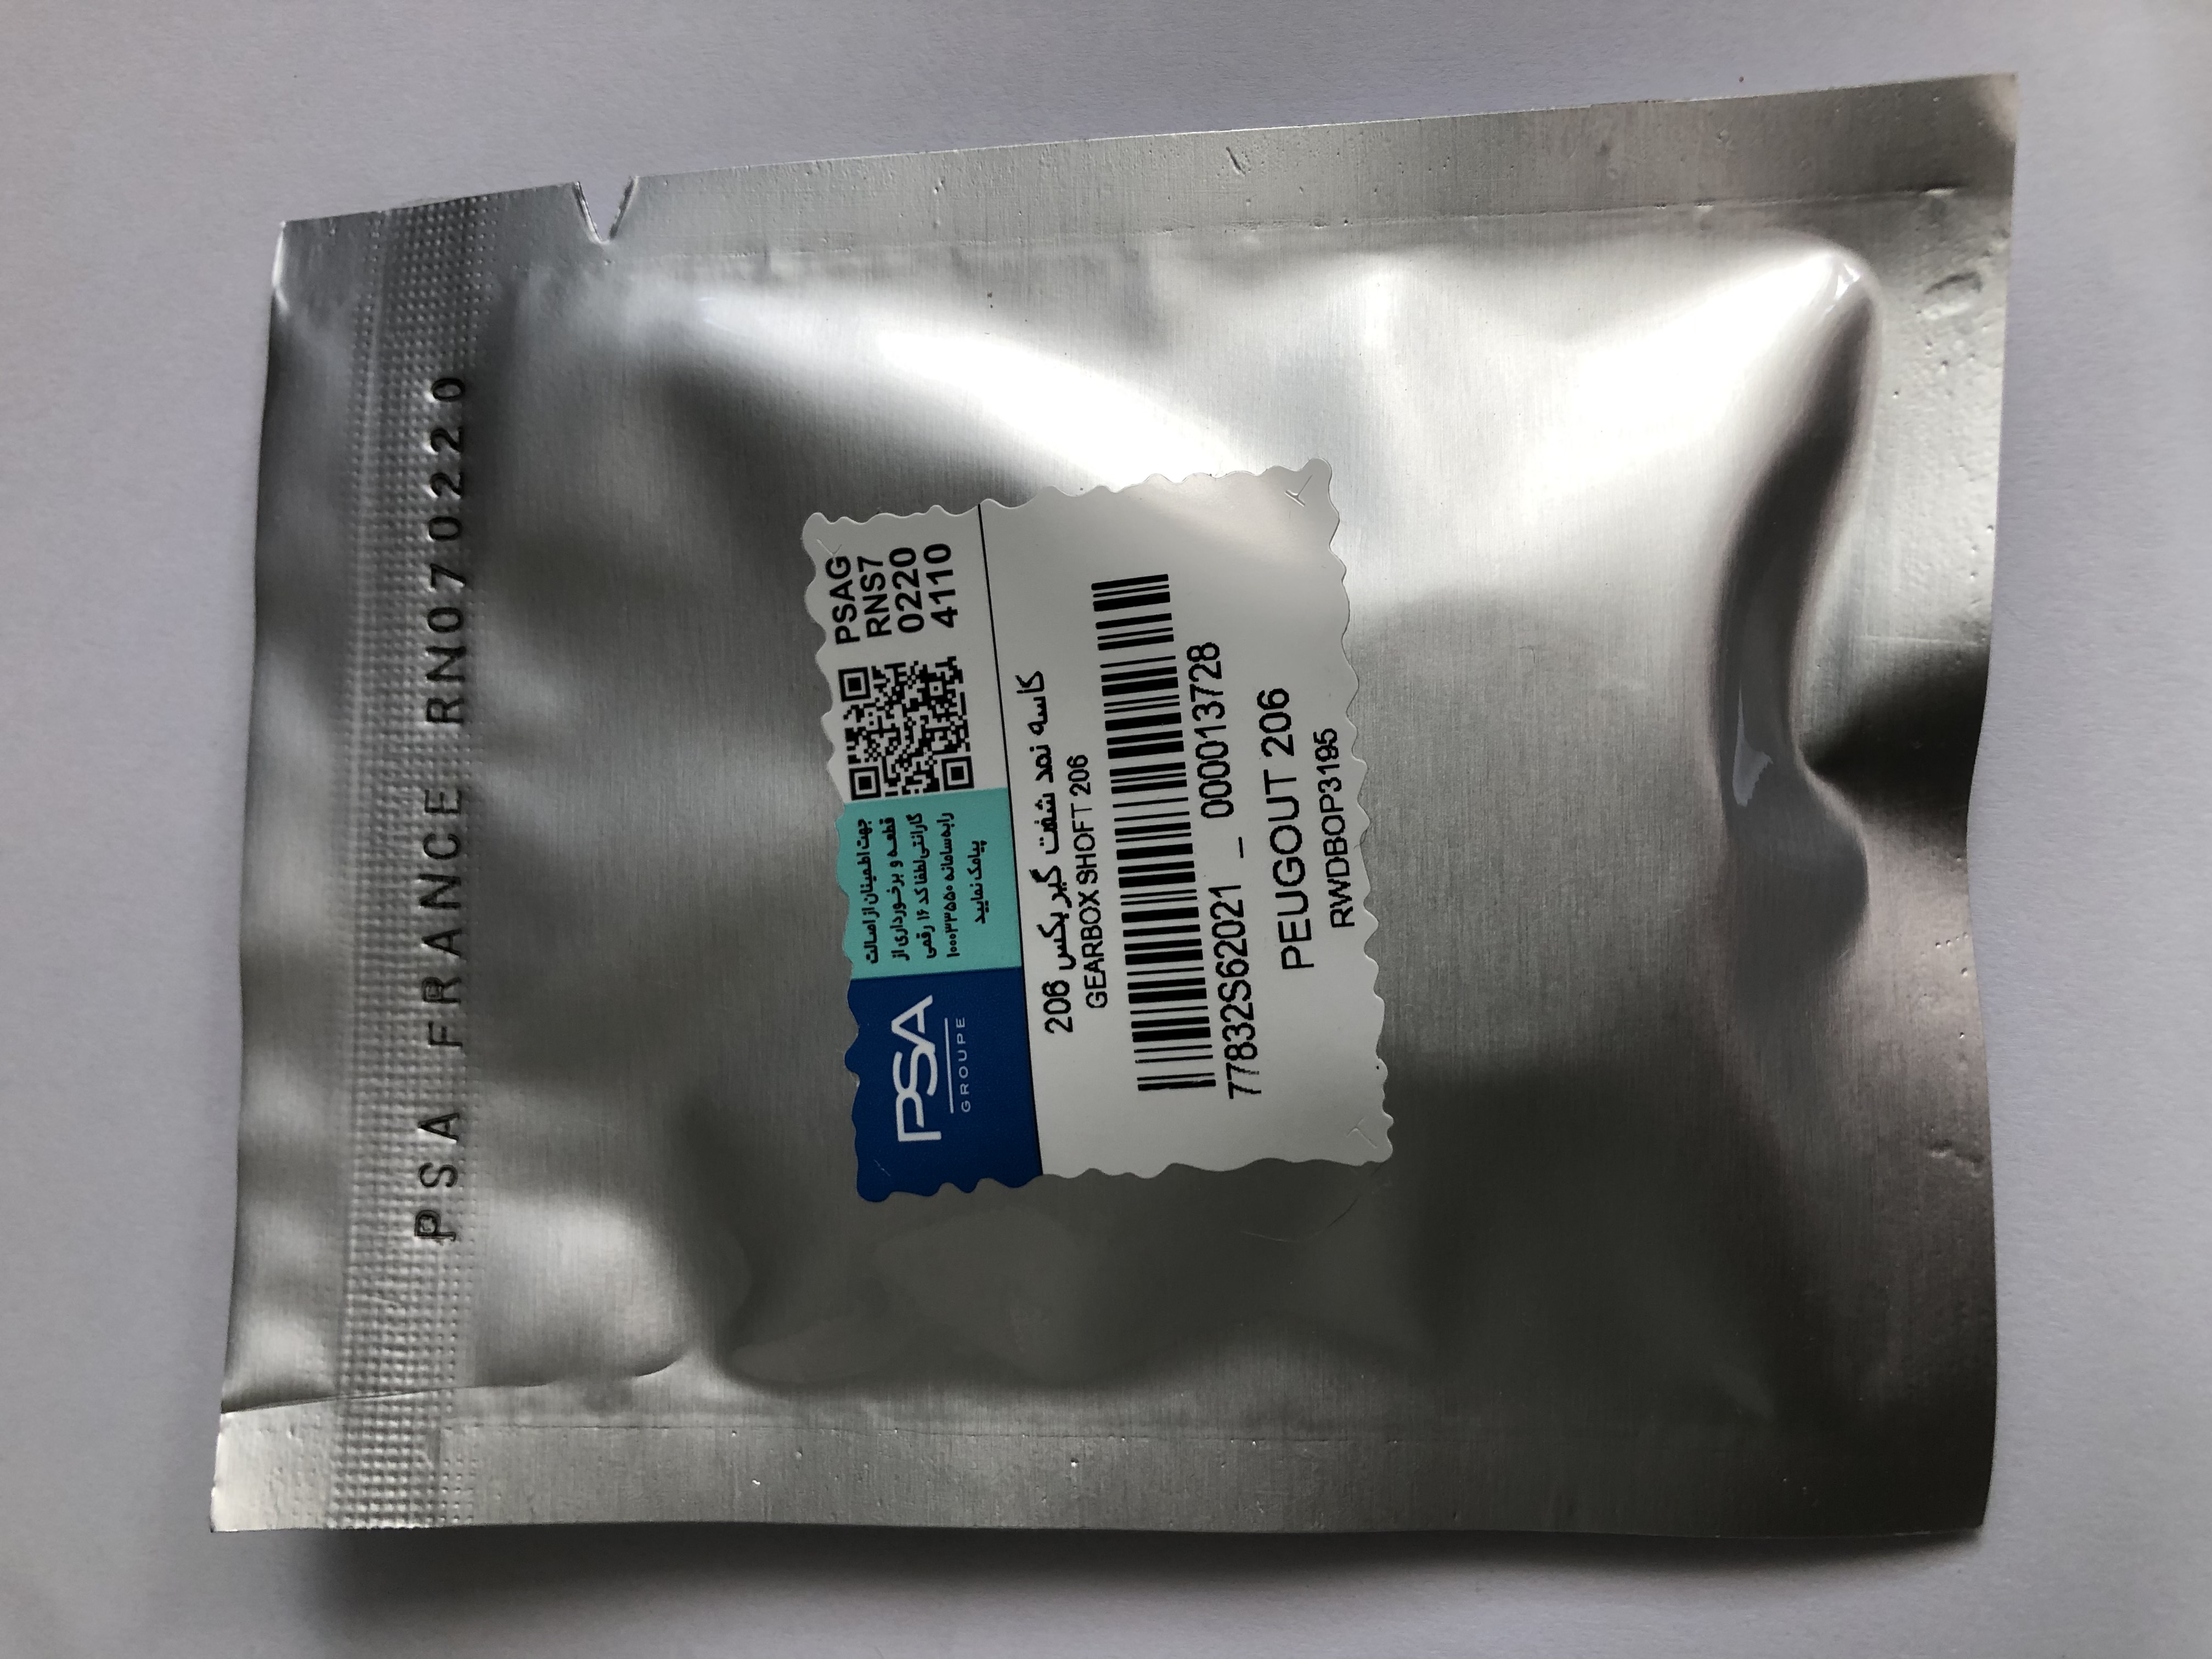 PSA FRANCE RN070220
PSA
GROUPE
جهت اطمینان از اصالت
قطعه و برخورداری از
گارانتی لطفا کد ۱۶ رقمی
را به سامانه ۱۰۰۰۳۳۵۵۰
پیامک نمایید
PSAG
RNS7
0220
4110
کاسه نمد شفت گیربکس 206
GEARBOX SHOFT 206
77832S62021 _ 0000013728
PEUGOUT 206
RWDBOP3195